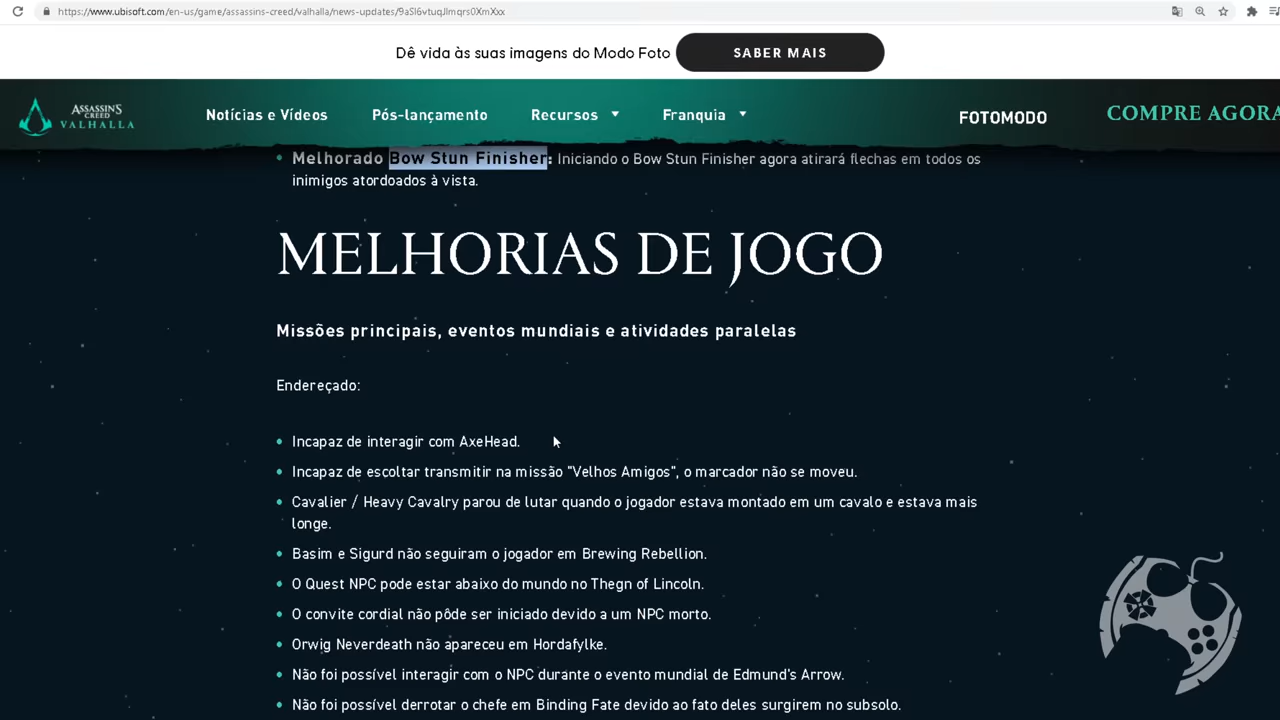 https://www.ubisoft.com/en-us/game/assassins-creed/valhalla/news-updates/9aSl6vtuqJlmqrs0XmXxx
Dê vida às suas imagens do Modo Foto SABER MAIS
ASSASSIN'S
CREED
VALHALLA
Notícias e Vídeos Pós-lançamento Recursos Franquia FOTOMODO COMPRE AGORA
Melhorado Bow Stun Finisher: Iniciando o Bow Stun Finisher agora atirará flechas em todos os
inimigos atordoados à vista.
MELHORIAS DE JOGO
Missões principais, eventos mundiais e atividades paralelas
Endereçado:
Incapaz de interagir com AxeHead.
Incapaz de escoltar transmitir na missão "Velhos Amigos", o marcador não se moveu.
Cavalier / Heavy Cavalry parou de lutar quando o jogador estava montado em um cavalo e estava mais
longe.
Basim e Sigurd não seguiram o jogador em Brewing Rebellion.
O Quest NPC pode estar abaixo do mundo no Thegn of Lincoln.
O convite cordial não pôde ser iniciado devido a um NPC morto.
Orwig Neverdeath não apareceu em Hordafylke.
Não foi possível interagir com o NPC durante o evento mundial de Edmund's Arrow.
Não foi possível derrotar o chefe em Binding Fate devido ao fato deles surgirem no subsolo.